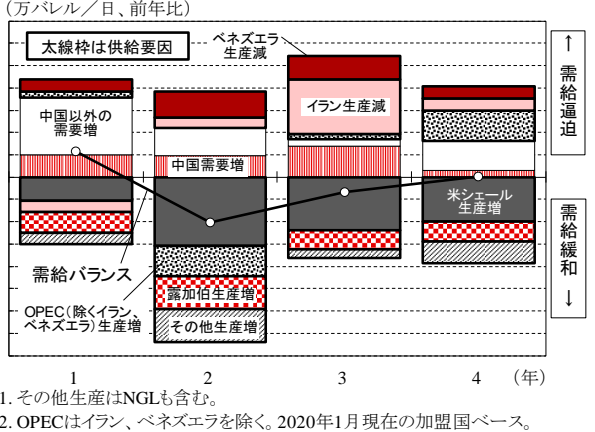 (万バレル／日、前年比)
太線枠は供給要因
ベネズエラ
生産減
↑
需給逼迫
イラン生産減
中国以外の
需要増
中国需要増
米シェール
生産増
需給緩和
↓
需給バランス
OPEC(除くイラン、
ベネズエラ)生産増
露加伯生産増
その他生産増
1 2 3 4 (年)
1. その他生産はNGLも含む。
2. OPECはイラン、ベネズエラを除く。2020年1月現在の加盟国ベース。